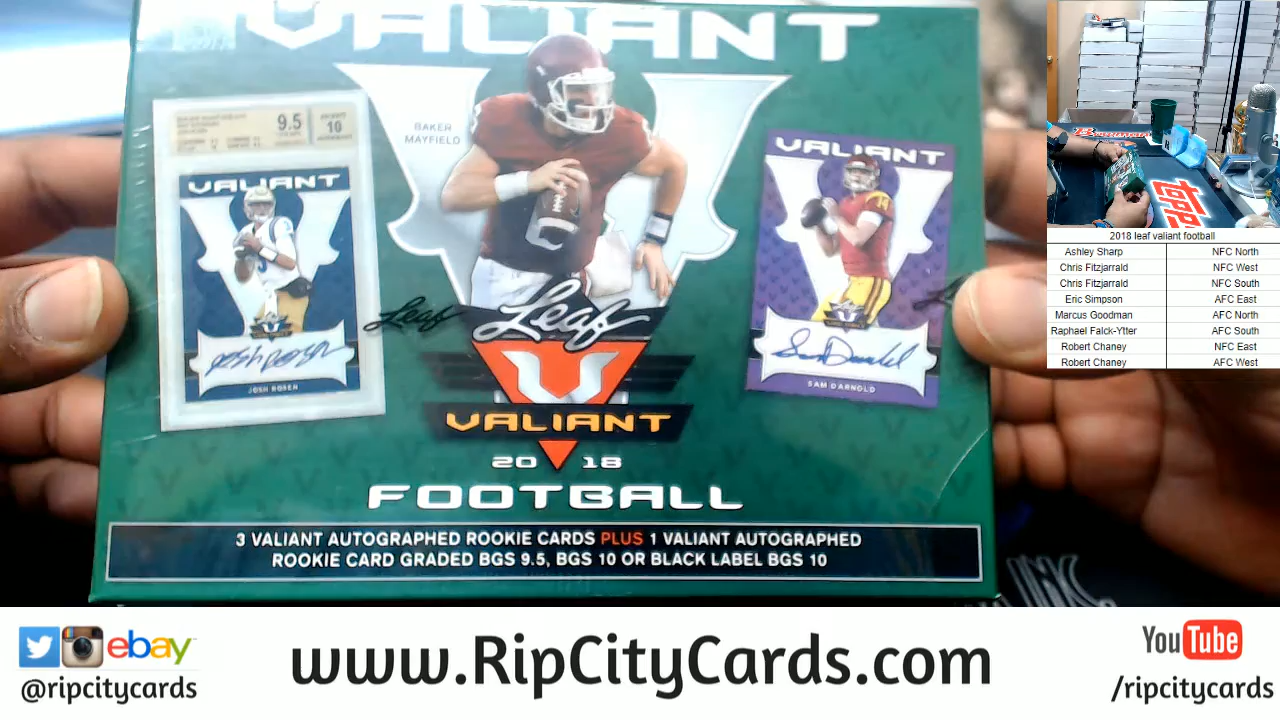 VALIANT
9.5
10
VALIANT
JOSH ROSEN
BAKER
MAYFIELD
VALIANT
Sam Darnold
SAM DARNOLD
Leaf
Leaf
VALIANT
20 18
FOOTBALL
3 VALIANT AUTOGRAPHED ROOKIE CARDS PLUS 1 VALIANT AUTOGRAPHED
ROOKIE CARD GRADED BGS 9.5, BGS 10 OR BLACK LABEL BGS 10
TOPPS
2018 leaf valiant football
Ashley Sharp NFC North
Chris Fitzjarrald NFC West
Chris Fitzjarrald NFC South
Eric Simpson AFC East
Marcus Goodman AFC North
Raphael Falck-Ytter AFC South
Robert Chaney NFC East
Robert Chaney AFC West
ebay
@ripcitycards
www.RipCityCards.com
YouTube
/ripcitycards